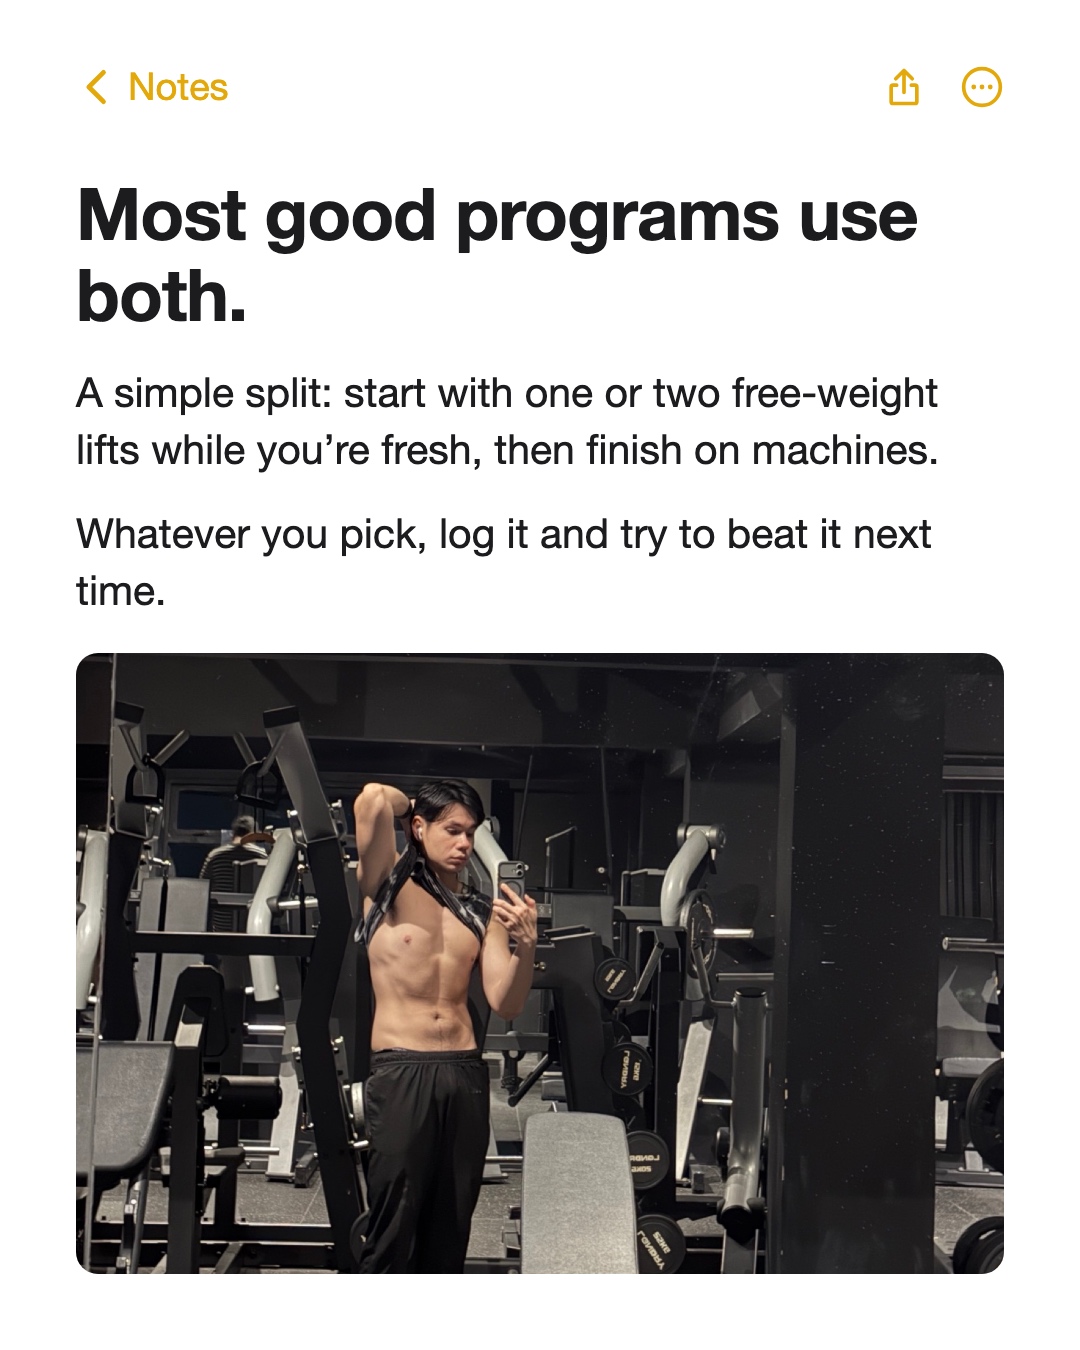 Notes
Most good programs use
both.
A simple split: start with one or two free-weight
lifts while you’re fresh, then finish on machines.
Whatever you pick, log it and try to beat it next
time.